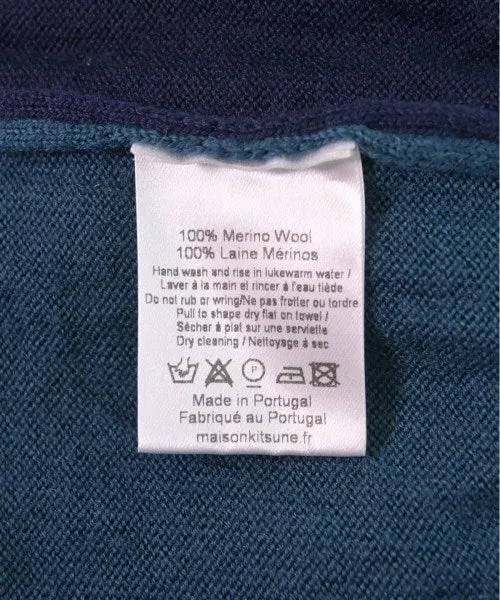 100% Merino Wool
100% Laine Mérinos
Hand wash and rise in lukewarm water /
Laver à la main et rincer à l'eau tiède
Do not rub or wring/Ne pas frotter ou tordre
Pull to shape dry flat on towel /
Sécher à plat sur une serviette
Dry cleaning / Nettoyage à sec
P
Made in Portugal
Fabriqué au Portugal
maisonkitsune.fr